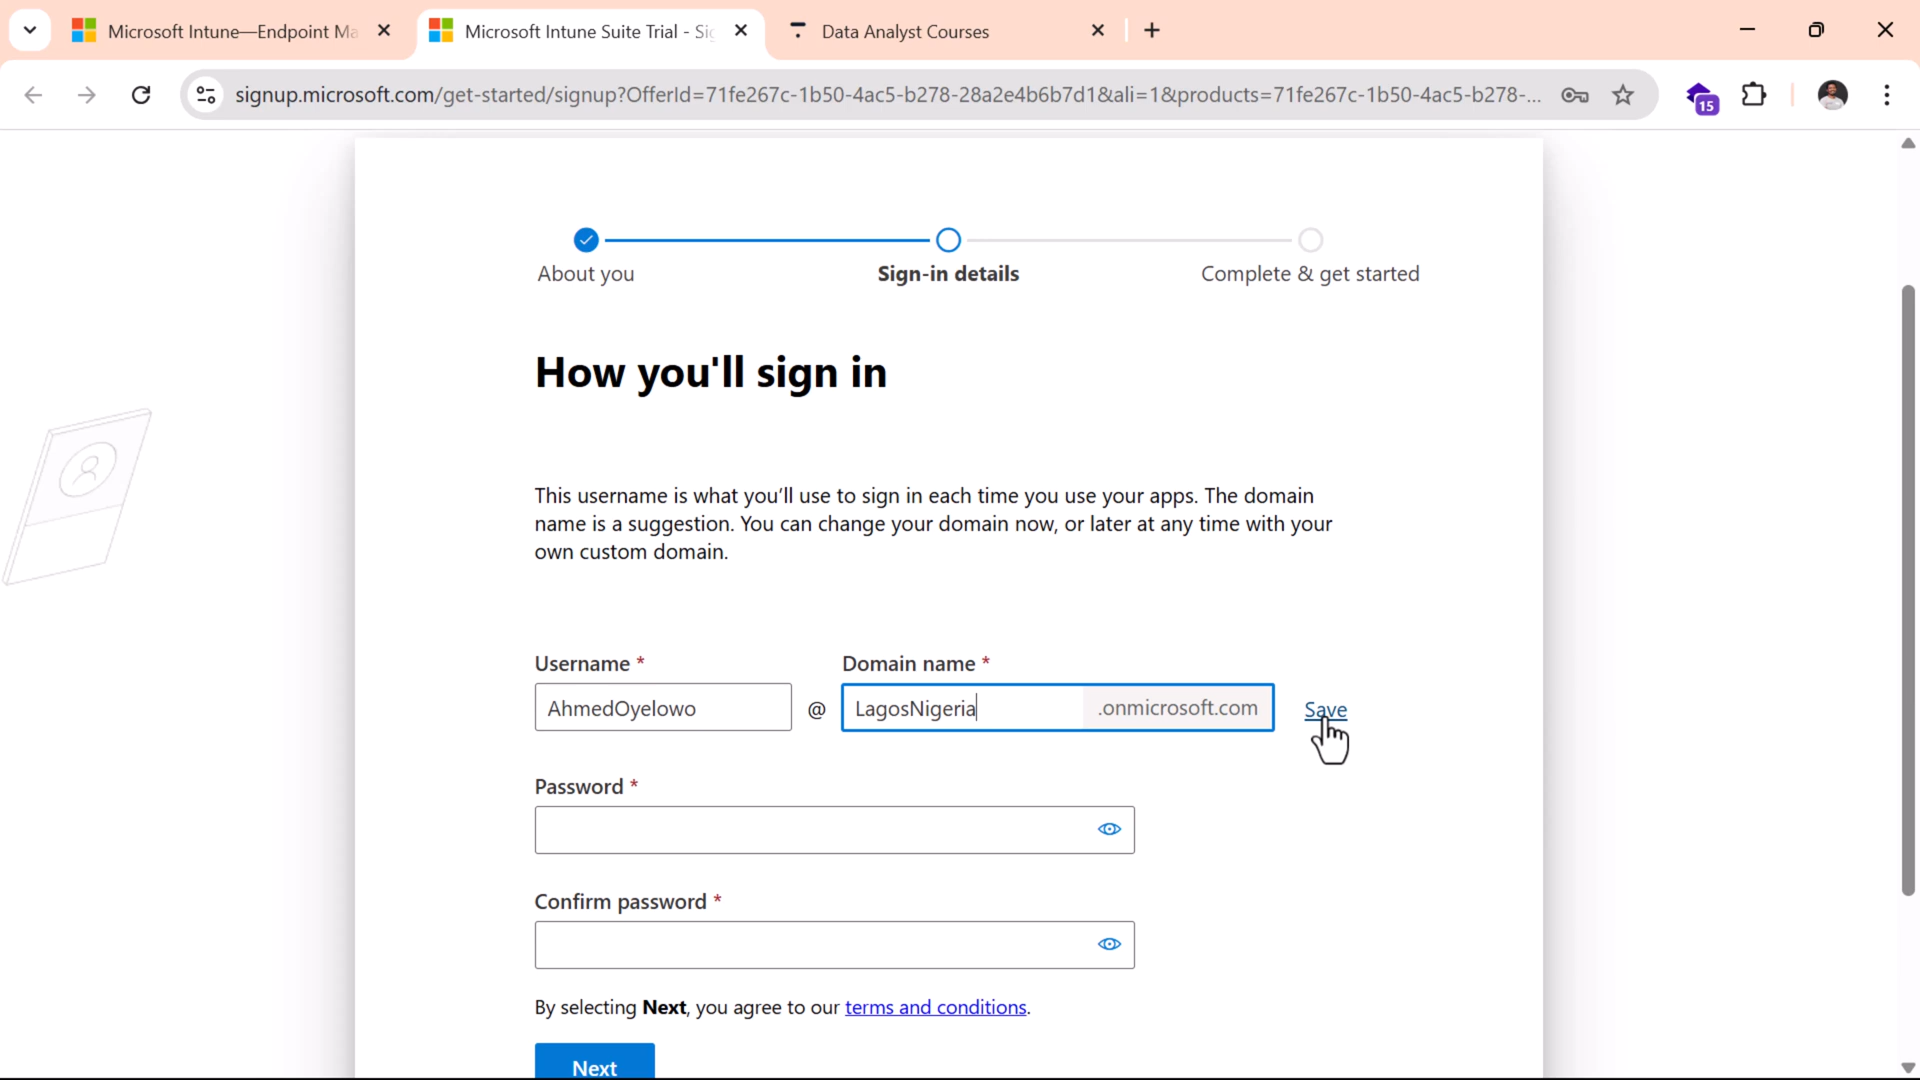 Microsoft Intune—Endpoint Ma
Microsoft Intune Suite Trial - Sig
Data Analyst Courses
signup.microsoft.com/get-started/signup?OfferId=71fe267c-1b50-4ac5-b278-28a2e4b6b7d1&ali=1&products=71fe267c-1b50-4ac5-b278-...
15
About you
Sign-in details
Complete & get started
How you'll sign in
This username is what you'll use to sign in each time you use your apps. The domain
name is a suggestion. You can change your domain now, or later at any time with your
own custom domain.
Username *
Domain name *
AhmedOyelowo @ LagosNigeria .onmicrosoft.com Save
Password *
Confirm password *
By selecting Next, you agree to our terms and conditions.
Next